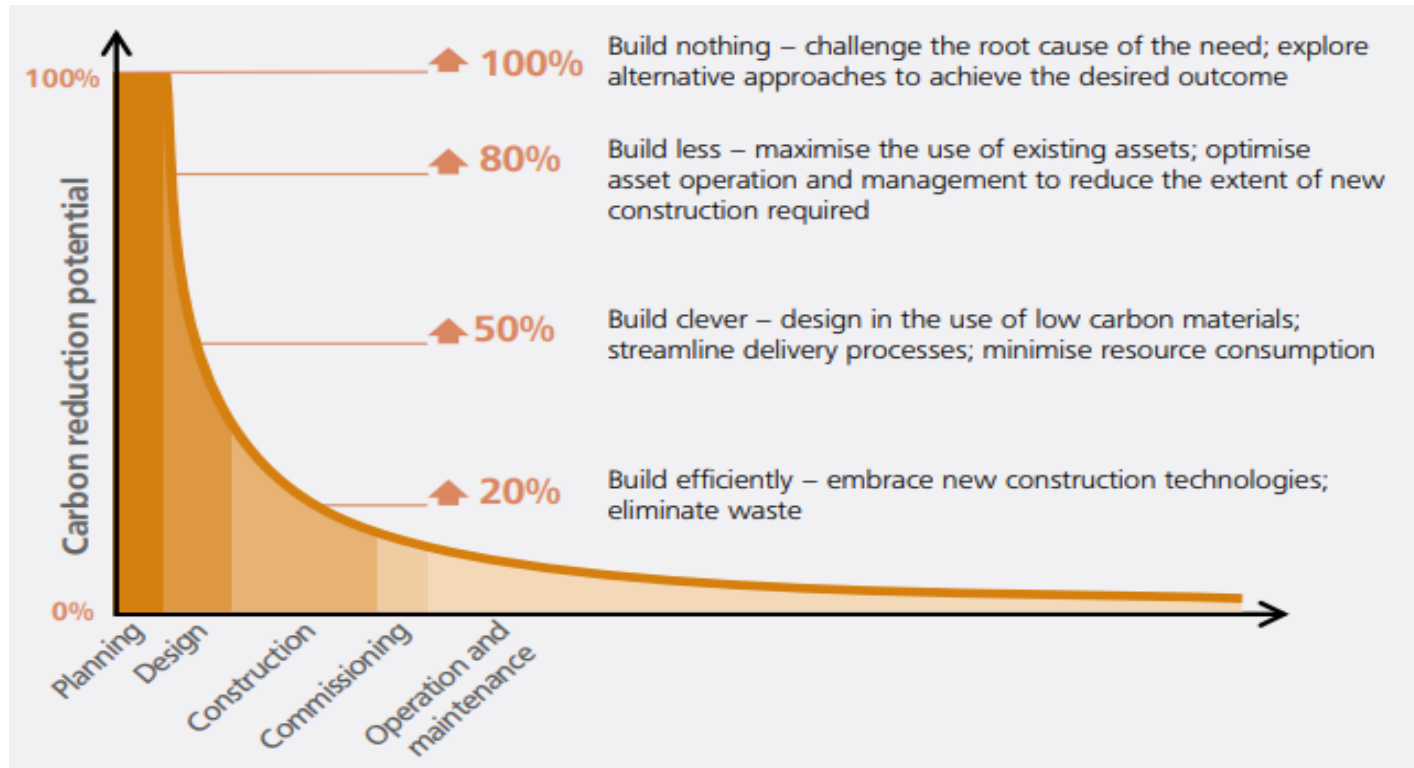 100%
100%
Build nothing – challenge the root cause of the need; explore
alternative approaches to achieve the desired outcome
80%
Build less – maximise the use of existing assets; optimise
asset operation and management to reduce the extent of new
construction required
Carbon reduction potential
50%
Build clever – design in the use of low carbon materials;
streamline delivery processes; minimise resource consumption
20%
Build efficiently – embrace new construction technologies;
eliminate waste
0%
Planning
Design
Construction
Commissioning
Operation and
maintenance